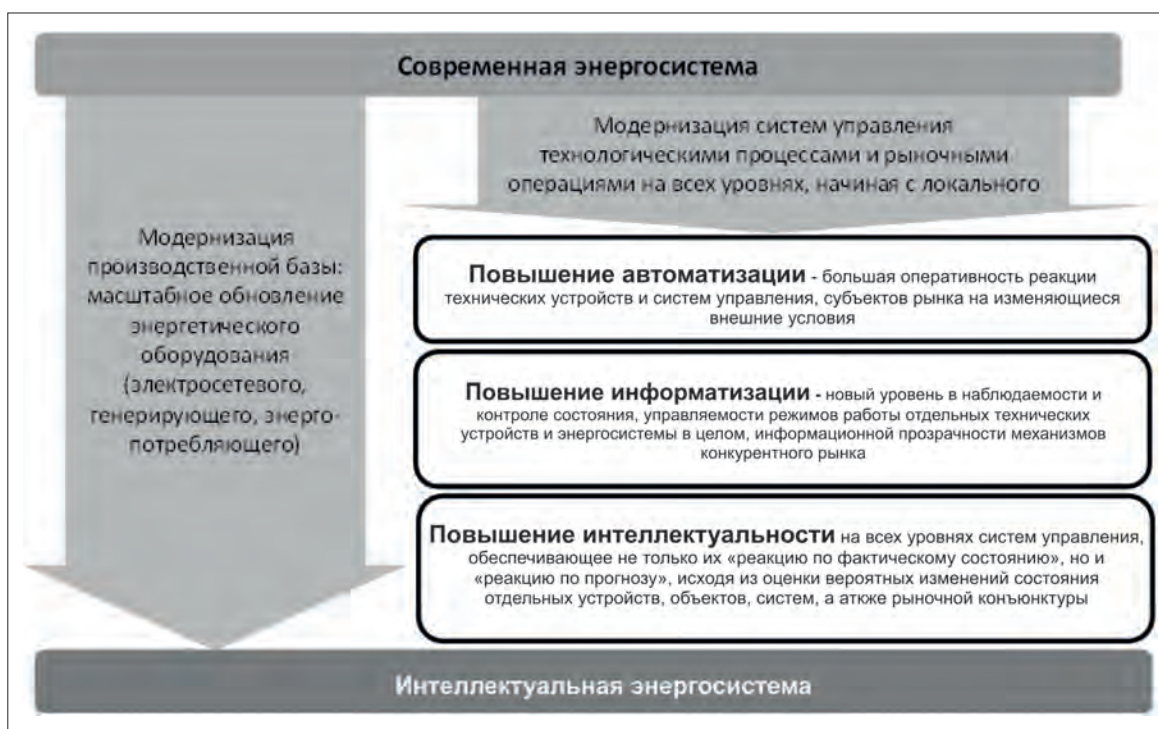 Современная энергосистема
Модернизация
производственной базы:
масштабное обновление
энергетического
оборудования
(электросетевого,
генерирующего, энерго-
потребляющего)
Модернизация систем управления
технологическими процессами и рыночными
операциями на всех уровнях, начиная с локального
Повышение автоматизации - большая оперативность реакции
технических устройств и систем управления, субъектов рынка на изменяющиеся
внешние условия
Повышение информатизации - новый уровень в наблюдаемости и
контроле состояния, управляемости режимов работы отдельных технических
устройств и энергосистемы в целом, информационной прозрачности механизмов
конкурентного рынка
Повышение интеллектуальности на всех уровнях систем управления,
обеспечивающее не только их «реакцию по фактическому состоянию», но и
«реакцию по прогнозу», исходя из оценки вероятных изменений состояния
отдельных устройств, объектов, систем, а аткже рыночной конъюнктуры
Интеллектуальная энергосистема